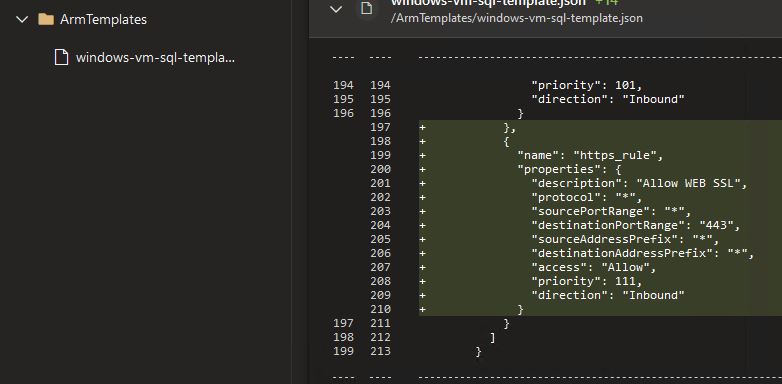 ArmTemplates
windows-vm-sql-templa...
windows-vm-sql-template.json +14
/ArmTemplates/windows-vm-sql-template.json
---- ---- ----------------------------------------------------
194 194 "priority": 101,
195 195 "direction": "Inbound"
196 196 }
197 + },
198 + {
199 + "name": "https_rule",
200 + "properties": {
201 + "description": "Allow WEB SSL",
202 + "protocol": "*",
203 + "sourcePortRange": "*",
204 + "destinationPortRange": "443",
205 + "sourceAddressPrefix": "*",
206 + "destinationAddressPrefix": "*",
207 + "access": "Allow",
208 + "priority": 111,
209 + "direction": "Inbound"
210 + }
197 211 }
198 212 ]
199 213 }
---- ---- ----------------------------------------------------